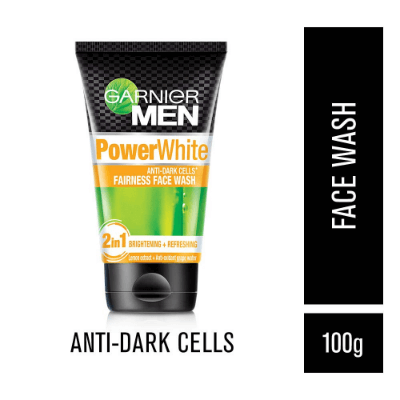 GARNIER
MEN
PowerWhite
ANTI-DARK CELLS
FAIRNESS FACE WASH
2in1
BRIGHTENING + REFRESHING
ANTI-DARK CELLS
FACE WASH
100g